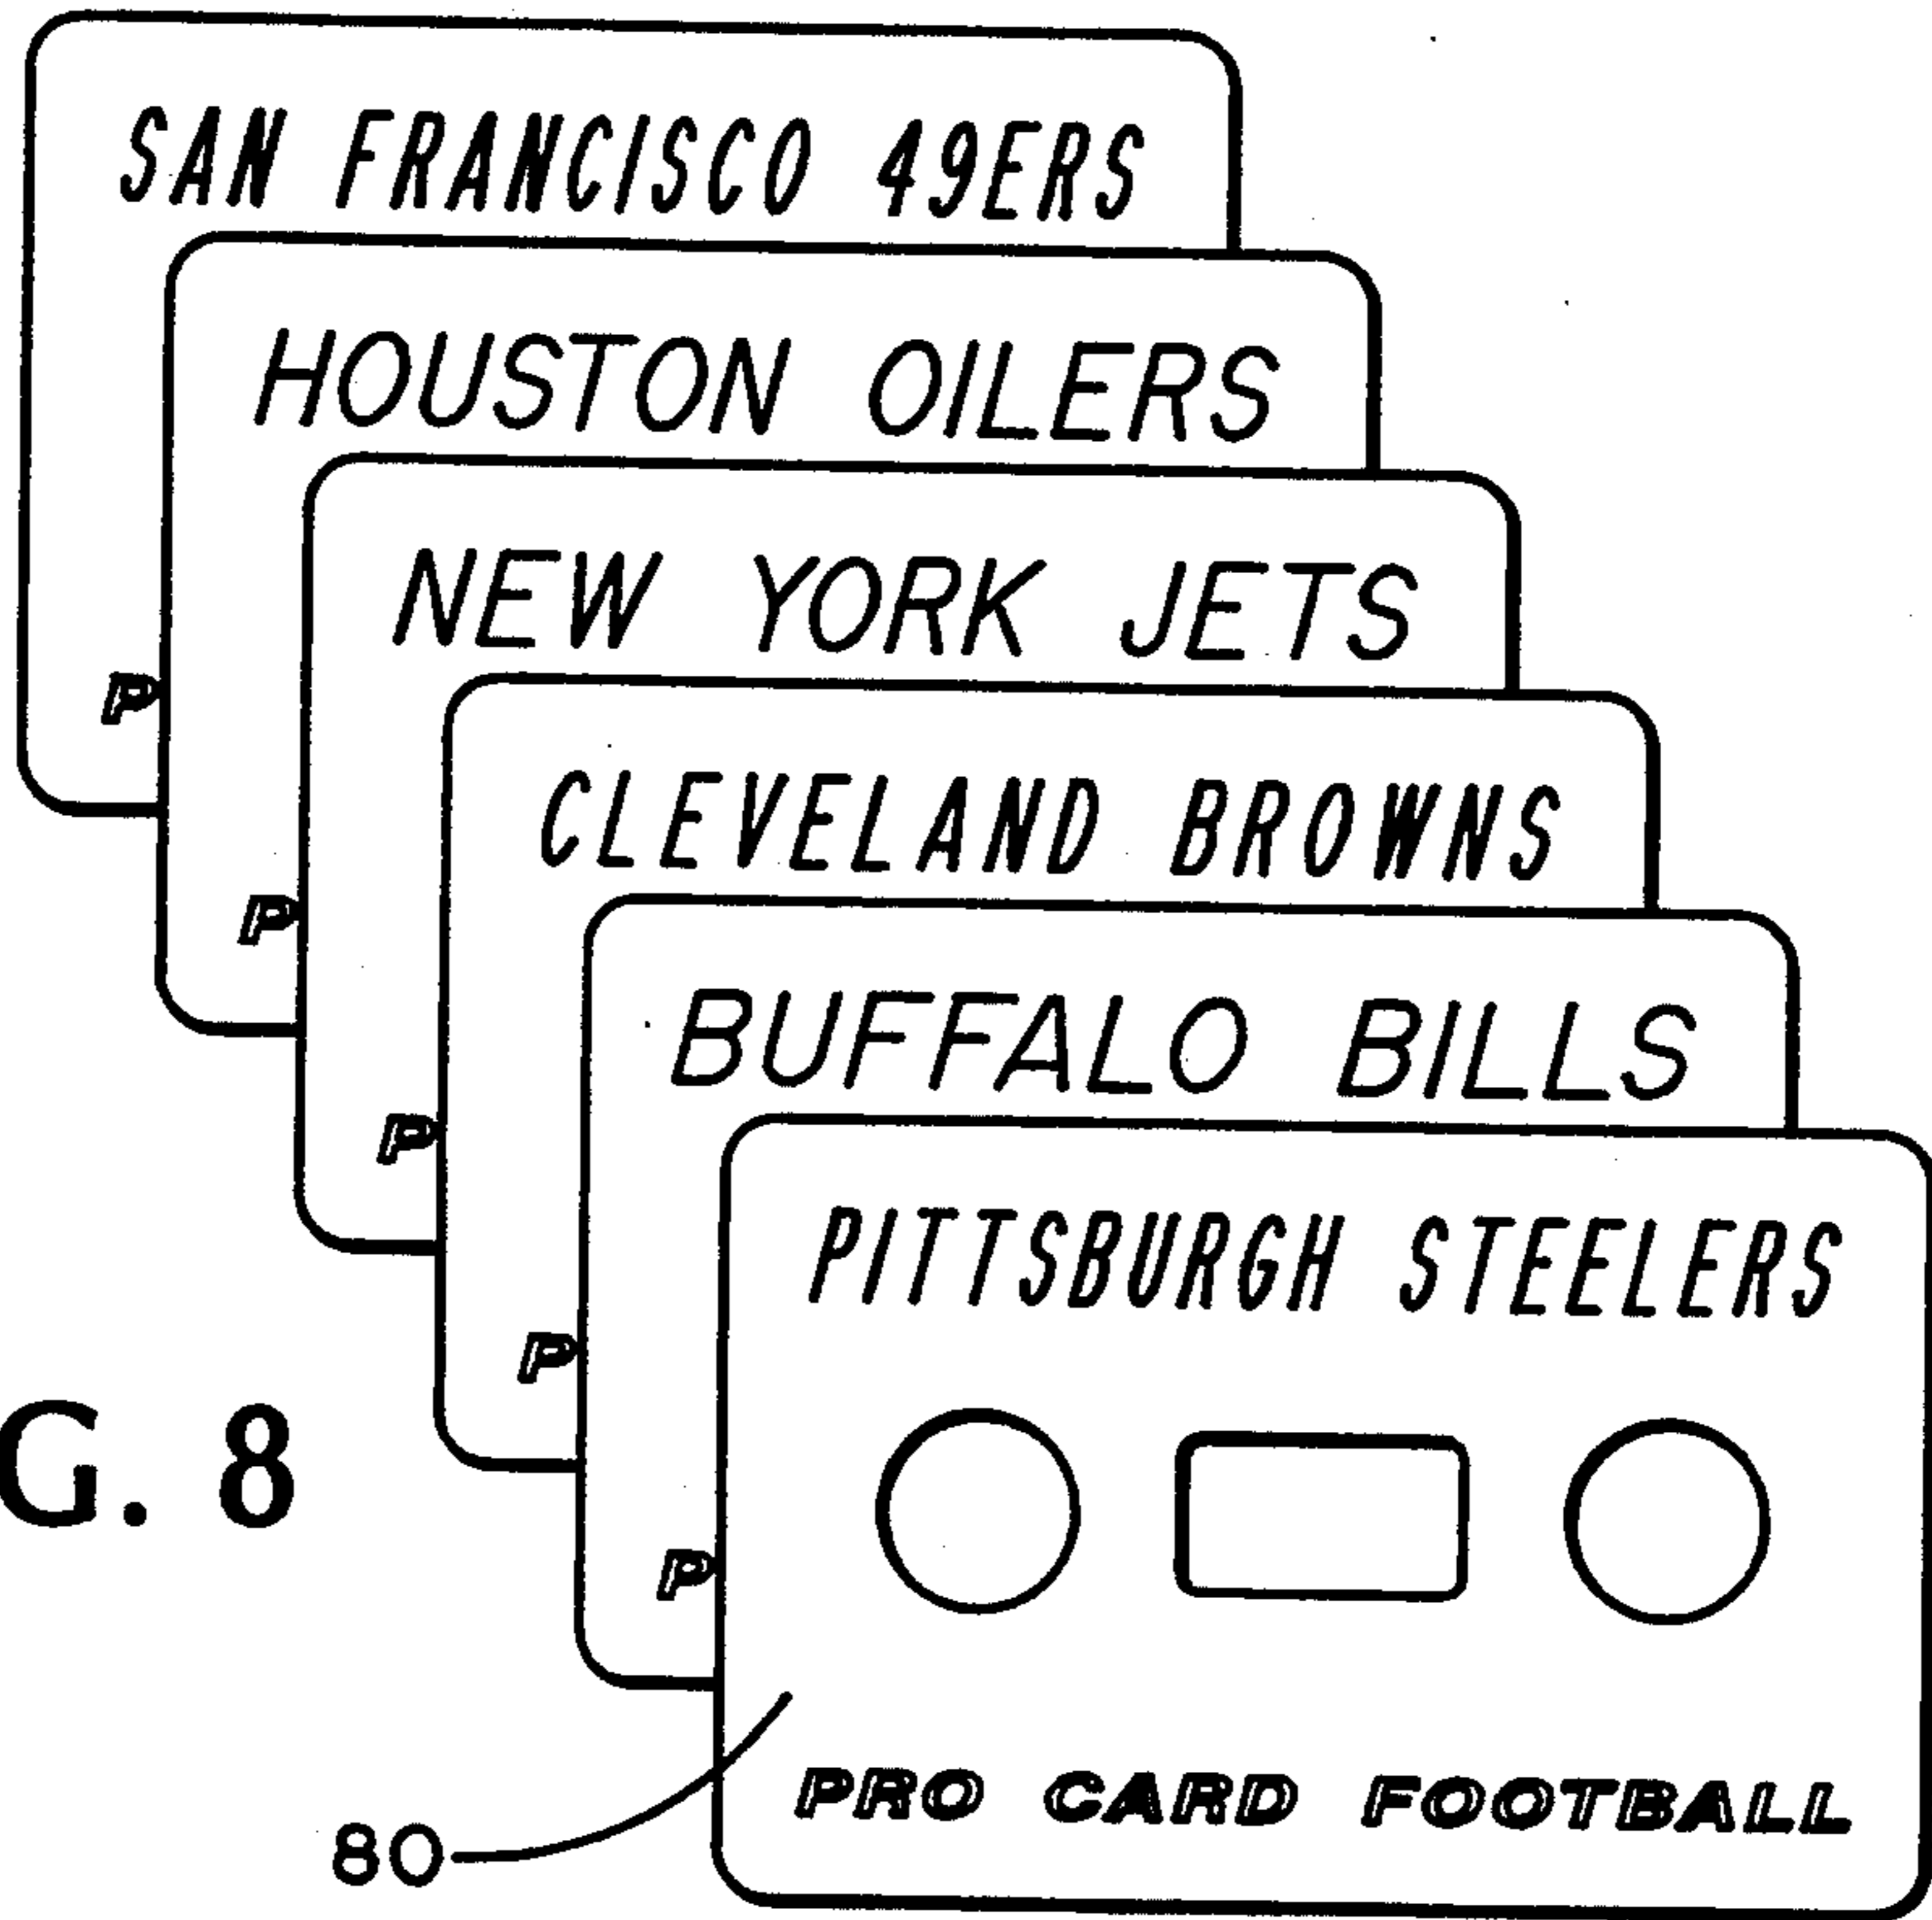 SAN FRANCISCO 49ERS
HOUSTON OILERS
NEW YORK JETS
P
CLEVELAND BROWNS
P
BUFFALO BILLS
P
PITTSBURGH STEELERS
P
G. 8
P
PRO CARD FOOTBALL
80